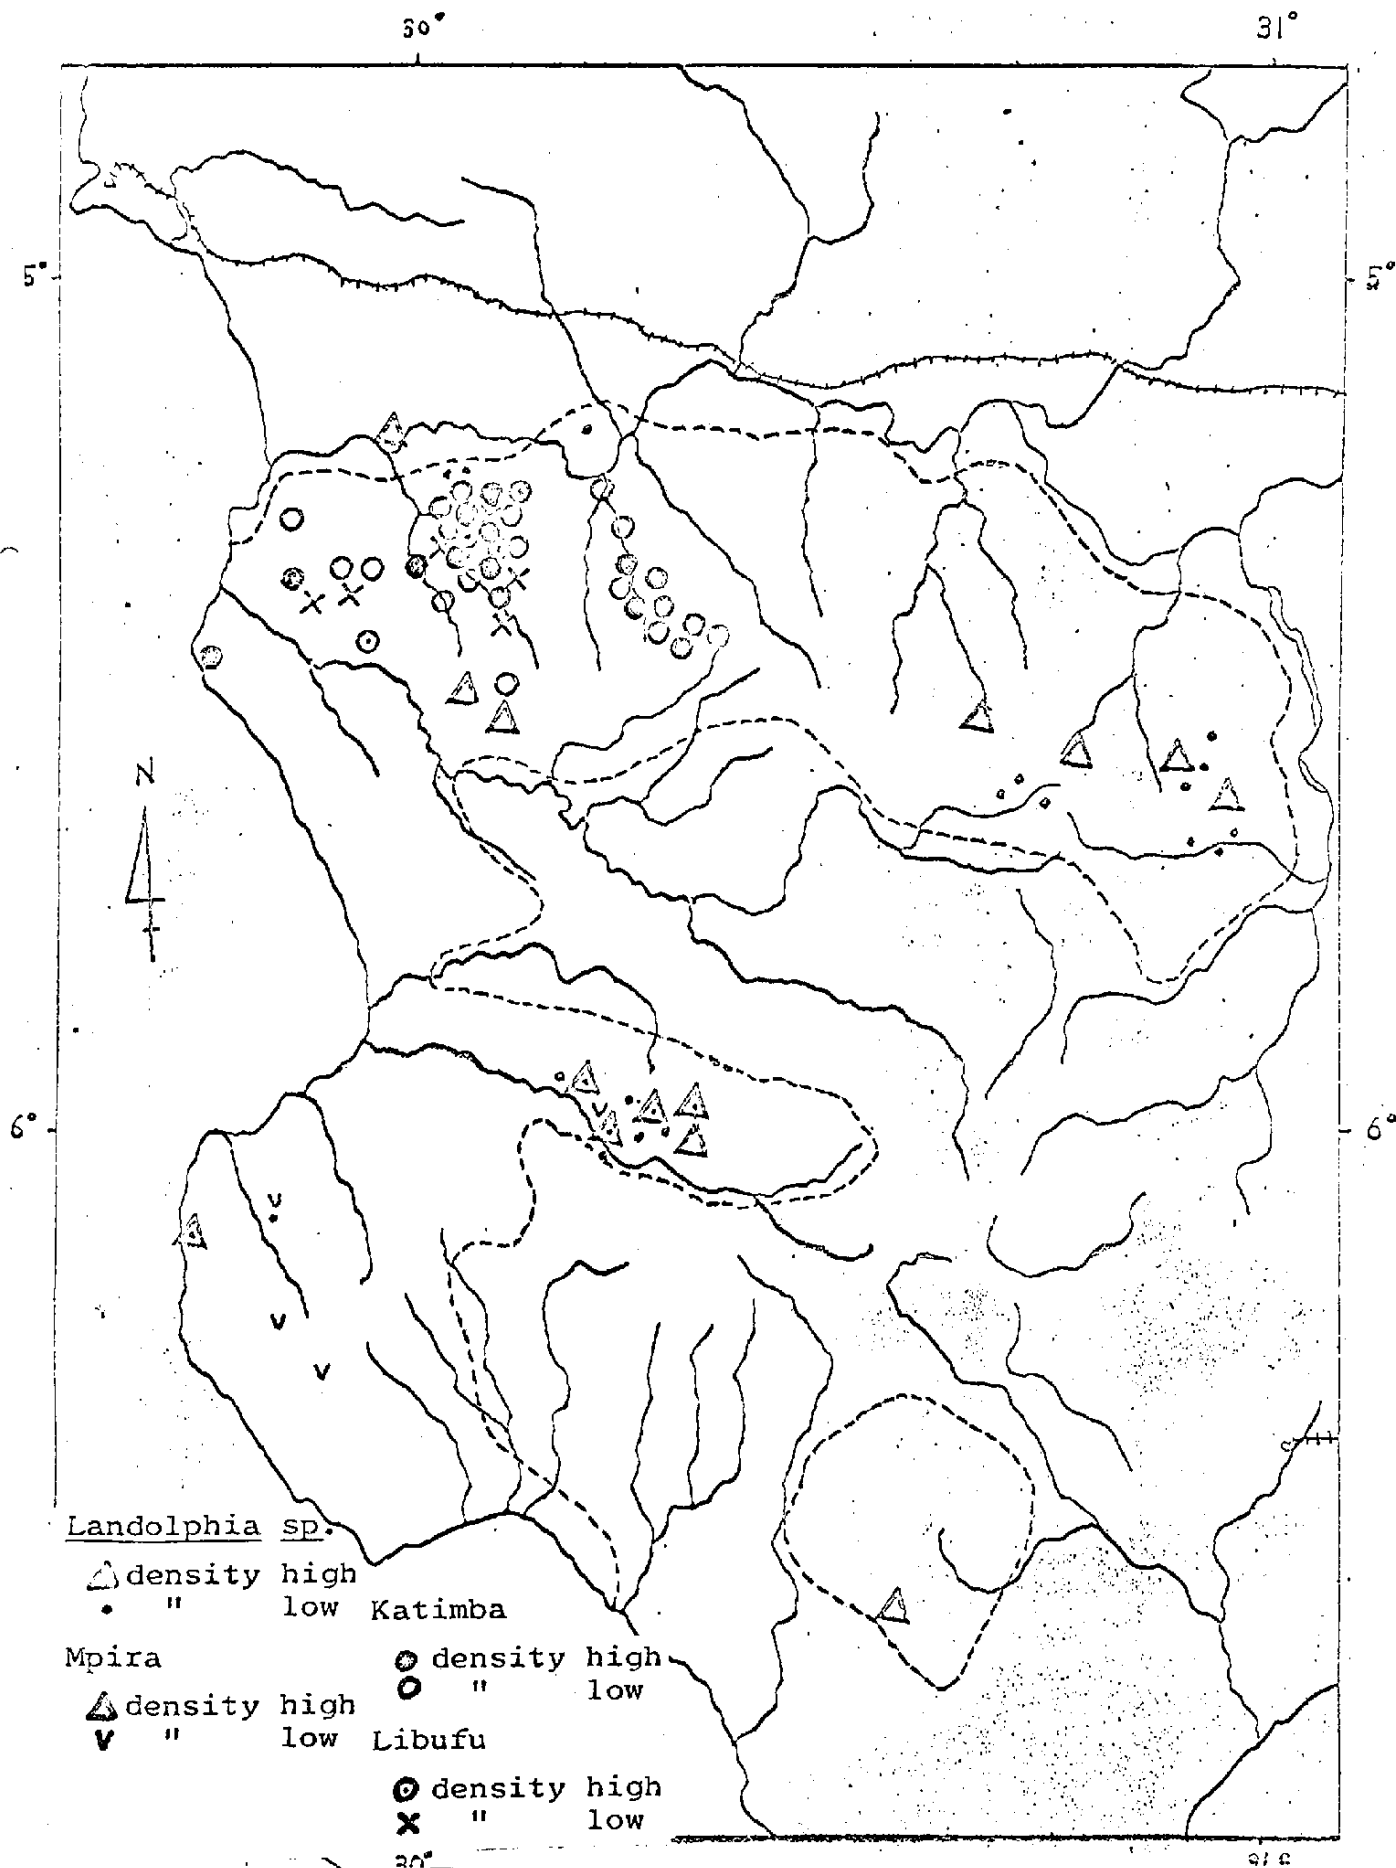 30° 31°
5° 5°
N
6° 6°
Landolphia sp.
density high
" low
Katimba
Mpira
density high
" low
density high
" low
Libufu
density high
" low
30°